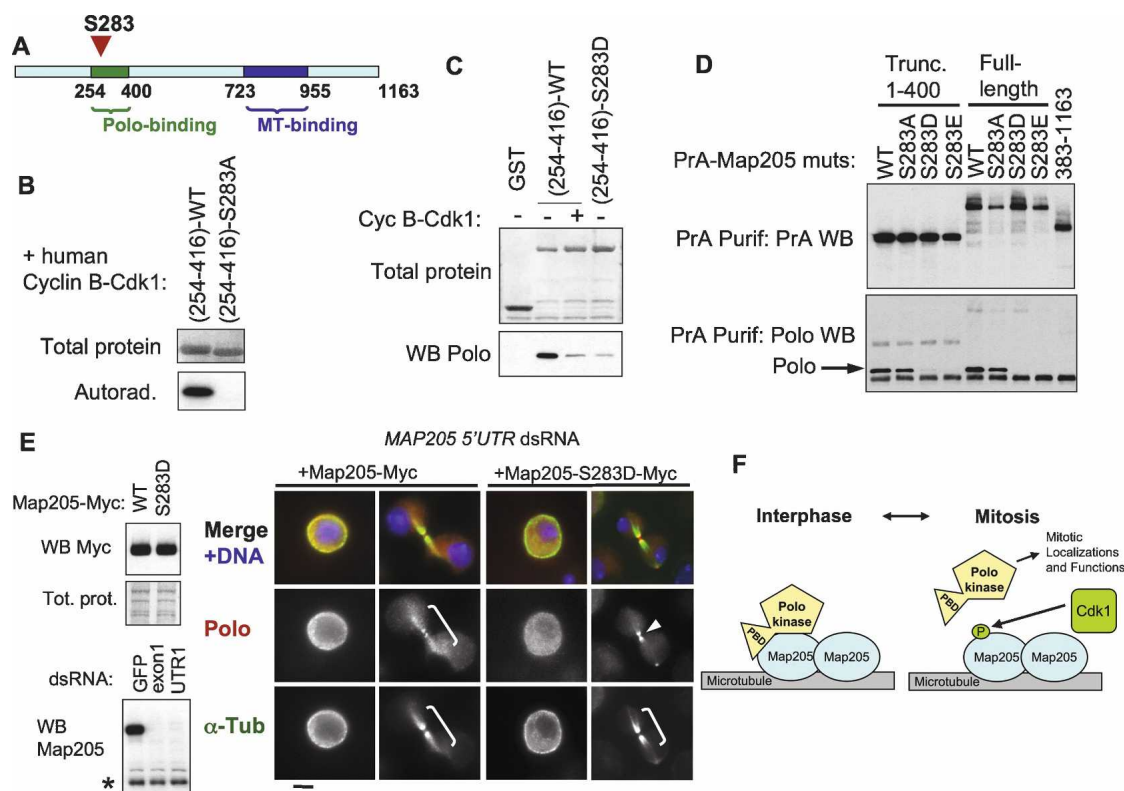 A
S283
254 400 723 955 1163
Polo-binding MT-binding
B
(254-416)-WT
(254-416)-S283A
+ human
Cyclin B-Cdk1:
Total protein
Autorad.
C
GST
(254-416)-WT
(254-416)-S283D
Cyc B-Cdk1: - - + -
Total protein
WB Polo
D
Trunc. Full-
1-400 length
PrA-Map205 muts:
WT
S283A
S283D
S283E
WT
S283A
S283D
S283E
383-1163
PrA Purif: PrA WB
PrA Purif: Polo WB
Polo
E
Map205-Myc:
WT
S283D
WB Myc
Tot. prot.
dsRNA:
GFP
exon1
UTR1
WB
Map205
*
MAP205 5'UTR dsRNA
+Map205-Myc +Map205-S283D-Myc
Merge
+DNA
Polo
α-Tub
F
Interphase Mitosis
Mitotic
Localizations
and Functions
Polo
kinase
PBD
Map205 Map205
Microtubule
Polo
kinase
PBD
Cdk1
P
Map205 Map205
Microtubule